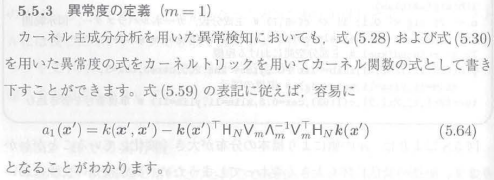 5.5.3 異常度の定義 (m = 1)
カーネル主成分分析を用いた異常検知においても，式 (5.28) および式 (5.30)
を用いた異常度の式をカーネルトリックを用いてカーネル関数の式として書き
下すことができます。式 (5.59) の表記に従えば，容易に
a₁(x′) = k(x′, x′) − k(x′)⊤H_N V_m Λ_m⁻¹ V_m⊤ H_N k(x′) (5.64)
となることがわかります。